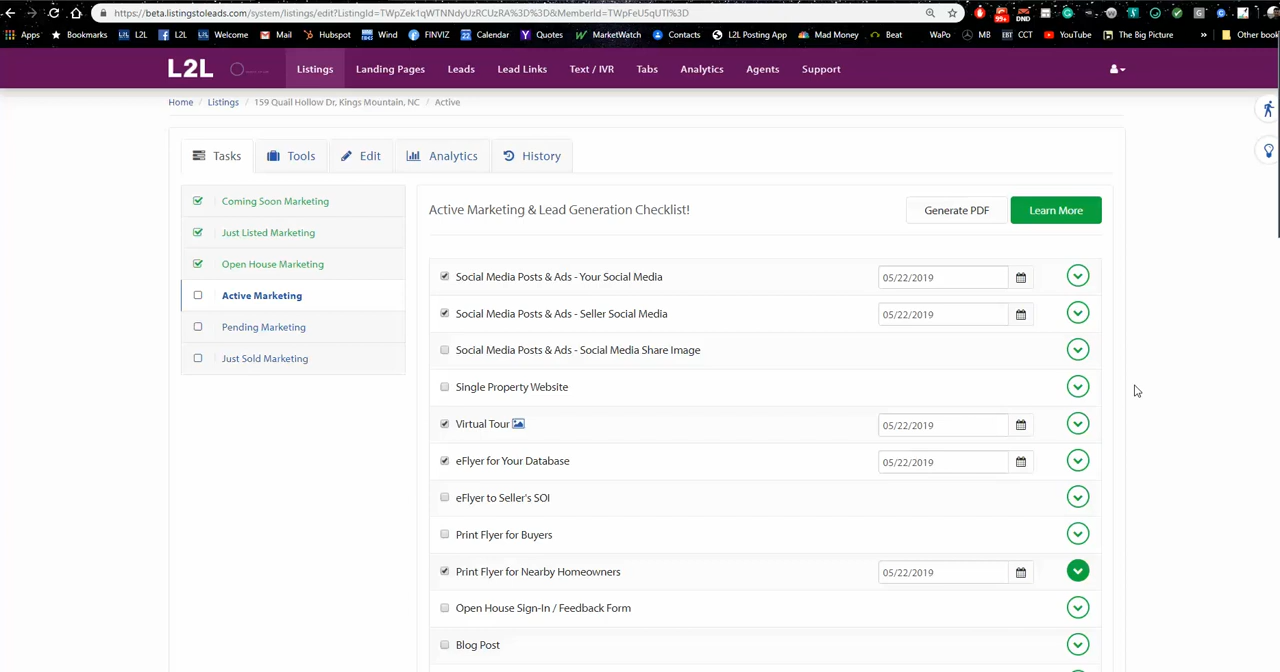 https://beta.listingstoleads.com/system/listings/edit?ListingId=TWpZek1qWTNNdyUzRCUzRA%3D%3D&MemberId=TWpFeU5qUTI%3D
99+
DND
Apps
Bookmarks
L2L
L2L
Welcome
Mail
Hubspot
Wind
FINVIZ
Calendar
Quotes
MarketWatch
Contacts
L2L Posting App
Mad Money
Beat
WaPo
MB
EBT CCT
YouTube
The Big Picture
»
Other book
L2L
Listings
Landing Pages
Leads
Lead Links
Text / IVR
Tabs
Analytics
Agents
Support
Home / Listings / 159 Quail Hollow Dr, Kings Mountain, NC / Active
Tasks
Tools
Edit
Analytics
History
Coming Soon Marketing
Just Listed Marketing
Open House Marketing
Active Marketing
Pending Marketing
Just Sold Marketing
Active Marketing & Lead Generation Checklist!
Generate PDF
Learn More
Social Media Posts & Ads - Your Social Media
05/22/2019
Social Media Posts & Ads - Seller Social Media
05/22/2019
Social Media Posts & Ads - Social Media Share Image
Single Property Website
Virtual Tour
05/22/2019
eFlyer for Your Database
05/22/2019
eFlyer to Seller's SOI
Print Flyer for Buyers
Print Flyer for Nearby Homeowners
05/22/2019
Open House Sign-In / Feedback Form
Blog Post